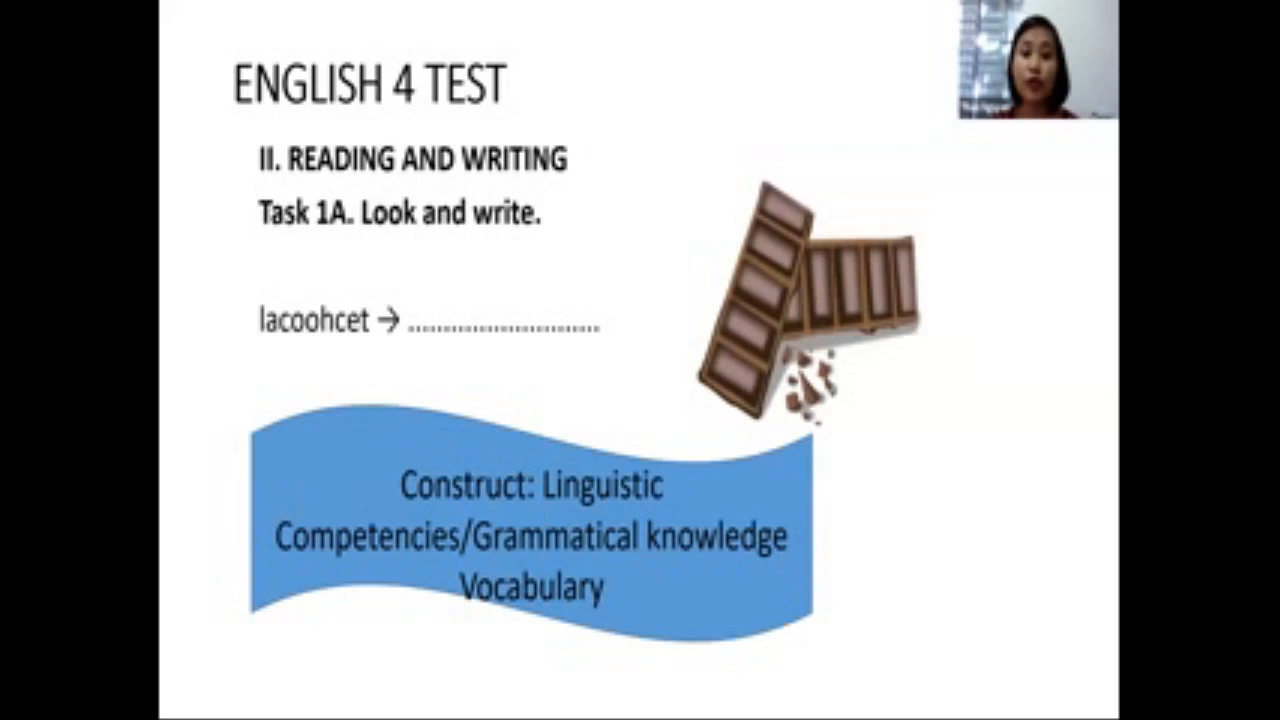 ENGLISH 4 TEST
II. READING AND WRITING
Task 1A. Look and write.
lacoohcet → ...........................
Construct: Linguistic
Competencies/Grammatical knowledge
Vocabulary